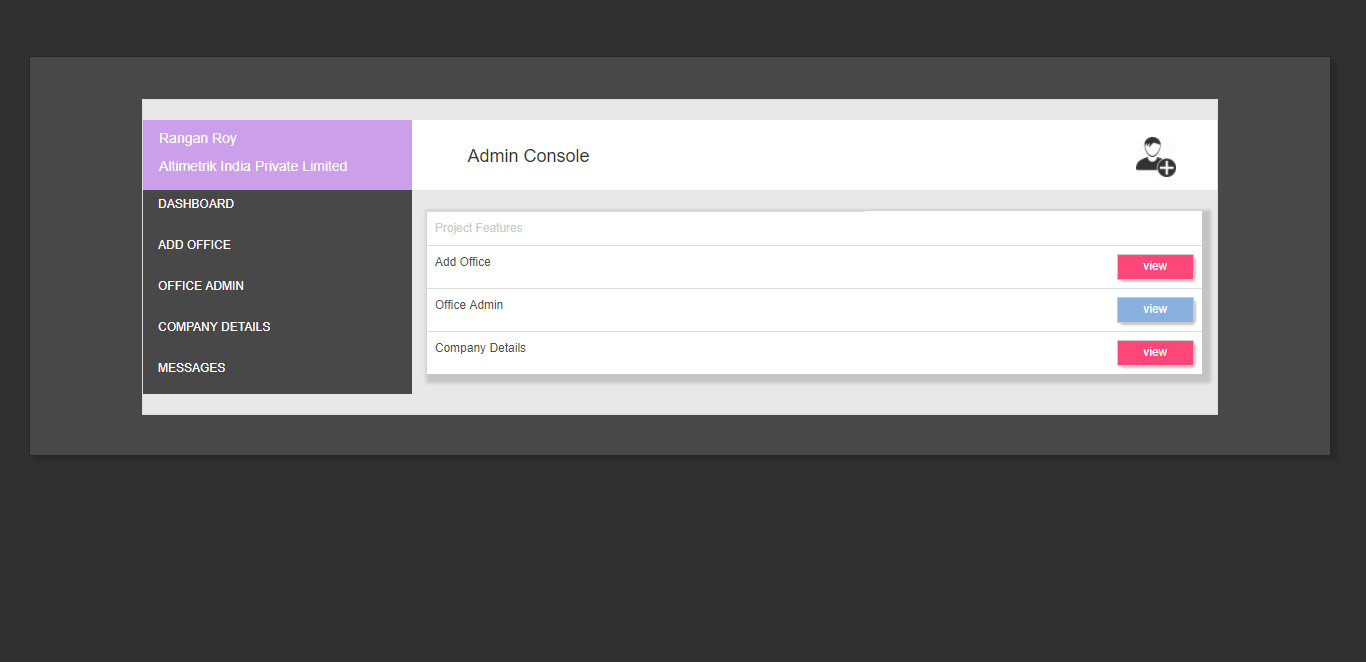 Rangan Roy
Altimetrik India Private Limited
Admin Console
DASHBOARD
ADD OFFICE
OFFICE ADMIN
COMPANY DETAILS
MESSAGES
Project Features
Add Office view
Office Admin view
Company Details view